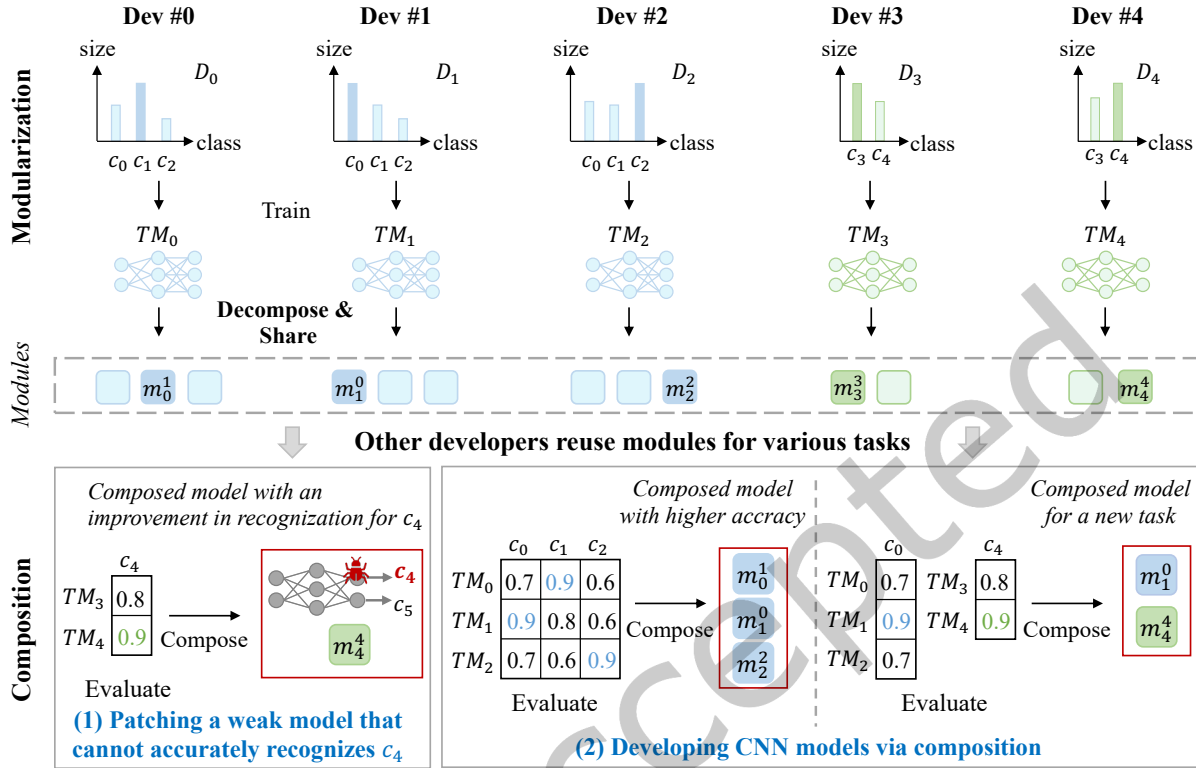 Dev #0 Dev #1 Dev #2 Dev #3 Dev #4
Modularization
size D₀ size D₁ size D₂ size D₃ size D₄
class class class class class
c₀ c₁ c₂ c₀ c₁ c₂ c₀ c₁ c₂ c₃ c₄ c₃ c₄
Train
TM₀ TM₁ TM₂ TM₃ TM₄
Decompose &
Share
Modules
m₀¹ m₁⁰ m₂² m₃³ m₄⁴
Other developers reuse modules for various tasks
Composition
Composed model with an
improvement in recognization for c₄
c₄
TM₃ 0.8
TM₄ 0.9
Compose
c₄
c₅
m₄⁴
Evaluate
(1) Patching a weak model that
cannot accurately recognizes c₄
Composed model
with higher accracy
c₀ c₁ c₂
TM₀ 0.7 0.9 0.6
TM₁ 0.9 0.8 0.6
TM₂ 0.7 0.6 0.9
Compose
m₀¹
m₁⁰
m₂²
Evaluate
Composed model
for a new task
c₀
TM₀ 0.7
TM₁ 0.9
TM₂ 0.7
c₄
TM₃ 0.8
TM₄ 0.9
Compose
m₁⁰
m₄⁴
Evaluate
(2) Developing CNN models via composition
ccepted